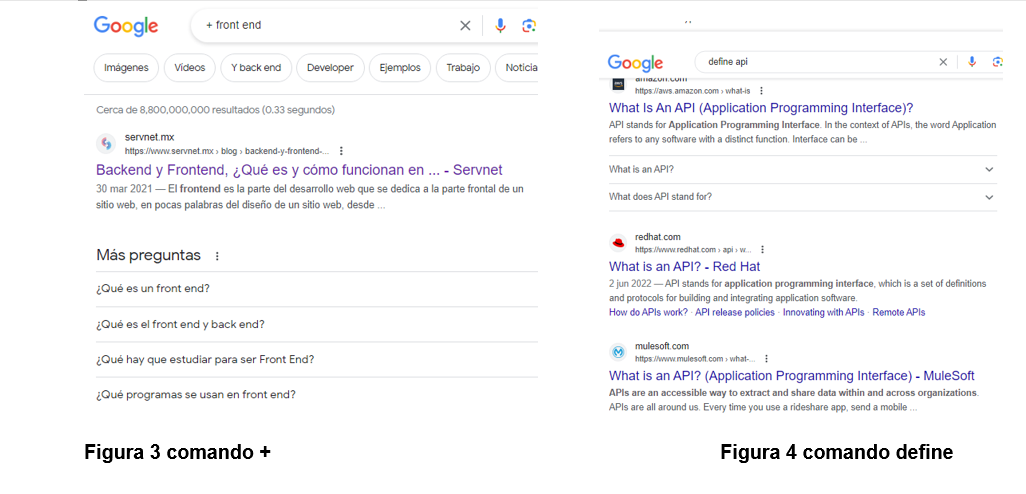 Google
+ front end
Imágenes
Vídeos
Y back end
Developer
Ejemplos
Trabajo
Noticia
Cerca de 8,800,000,000 resultados (0.33 segundos)
servnet.mx
https://www.servnet.mx › blog › backend-y-frontend-...
Backend y Frontend, ¿Qué es y cómo funcionan en ... - Servnet
30 mar 2021 — El frontend es la parte del desarrollo web que se dedica a la parte frontal de un
sitio web, en pocas palabras del diseño de un sitio web, desde ...
Más preguntas
¿Qué es un front end?
¿Qué es el front end y back end?
¿Qué hay que estudiar para ser Front End?
¿Qué programas se usan en front end?
Figura 3 comando +
Google
define api
amazon.com
https://aws.amazon.com › what-is
What Is An API (Application Programming Interface)?
API stands for Application Programming Interface. In the context of APIs, the word Application
refers to any software with a distinct function. Interface can be ...
What is an API?
What does API stand for?
redhat.com
https://www.redhat.com › api › w...
What is an API? - Red Hat
2 jun 2022 — API stands for application programming interface, which is a set of definitions
and protocols for building and integrating application software.
How do APIs work? · API release policies · Innovating with APIs · Remote APIs
mulesoft.com
https://www.mulesoft.com › what-...
What is an API? (Application Programming Interface) - MuleSoft
APIs are an accessible way to extract and share data within and across organizations.
APIs are all around us. Every time you use a rideshare app, send a mobile ...
Figura 4 comando define